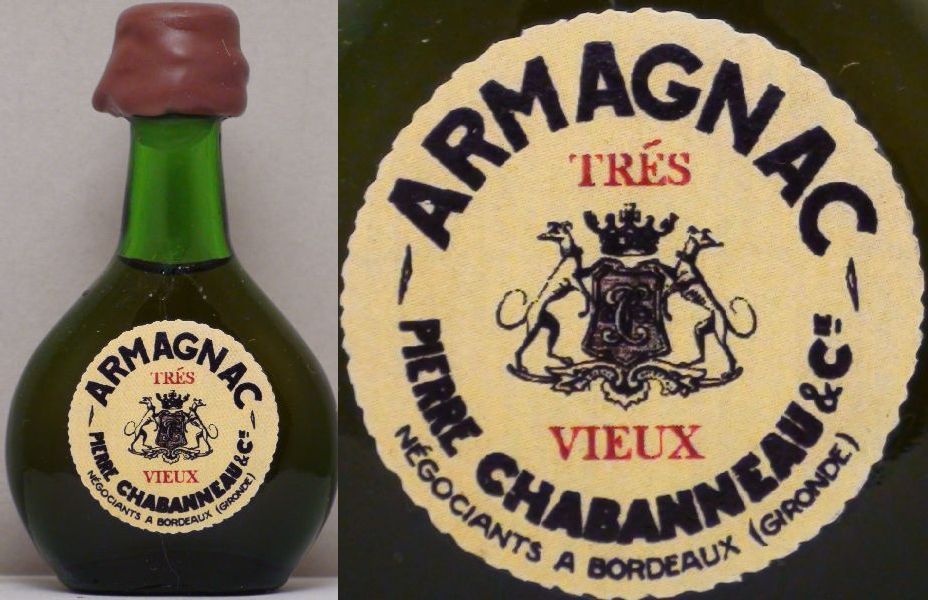 ARMAGNAC
TRÉS
VIEUX
PIERRE CHABANNEAU & Cᴵᴱ
NÉGOCIANTS A BORDEAUX (GIRONDE)
ARMAGNAC
TRÉS
VIEUX
PIERRE CHABANNEAU & Cᴵᴱ
NÉGOCIANTS A BORDEAUX (GIRONDE)